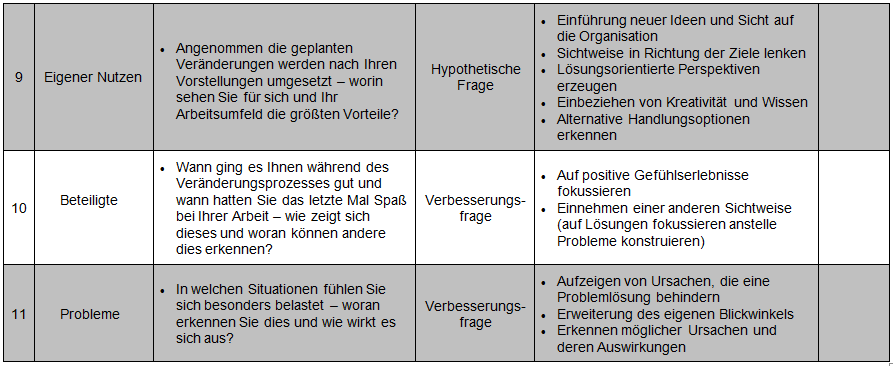 9
Eigener Nutzen
• Angenommen die geplanten
Veränderungen werden nach Ihren
Vorstellungen umgesetzt – worin
sehen Sie für sich und Ihr
Arbeitsumfeld die größten Vorteile?
Hypothetische
Frage
• Einführung neuer Ideen und Sicht auf
die Organisation
• Sichtweise in Richtung der Ziele lenken
• Lösungsorientierte Perspektiven
erzeugen
• Einbeziehen von Kreativität und Wissen
• Alternative Handlungsoptionen
erkennen
10
Beteiligte
• Wann ging es Ihnen während des
Veränderungsprozesses gut und
wann hatten Sie das letzte Mal Spaß
bei Ihrer Arbeit – wie zeigt sich
dieses und woran können andere
dies erkennen?
Verbesserungs-
frage
• Auf positive Gefühlserlebnisse
fokussieren
• Einnehmen einer anderen Sichtweise
(auf Lösungen fokussieren anstelle
Probleme konstruieren)
11
Probleme
• In welchen Situationen fühlen Sie
sich besonders belastet – woran
erkennen Sie dies und wie wirkt es
sich aus?
Verbesserungs-
frage
• Aufzeigen von Ursachen, die eine
Problemlösung behindern
• Erweiterung des eigenen Blickwinkels
• Erkennen möglicher Ursachen und
deren Auswirkungen